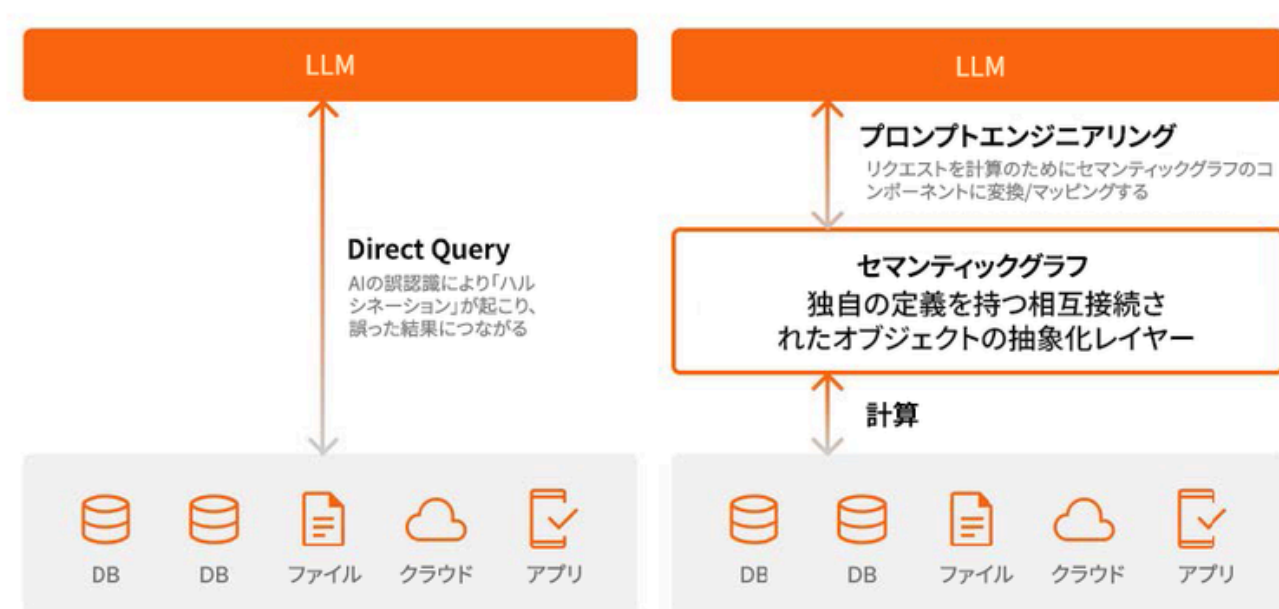 LLM
Direct Query
AIの誤認識により「ハル
シネーション」が起こり、
誤った結果につながる
DB
DB
ファイル
クラウド
アプリ
LLM
プロンプトエンジニアリング
リクエストを計算のためにセマンティックグラフのコ
ンポーネントに変換/マッピングする
セマンティックグラフ
独自の定義を持つ相互接続さ
れたオブジェクトの抽象化レイヤー
計算
DB
DB
ファイル
クラウド
アプリ